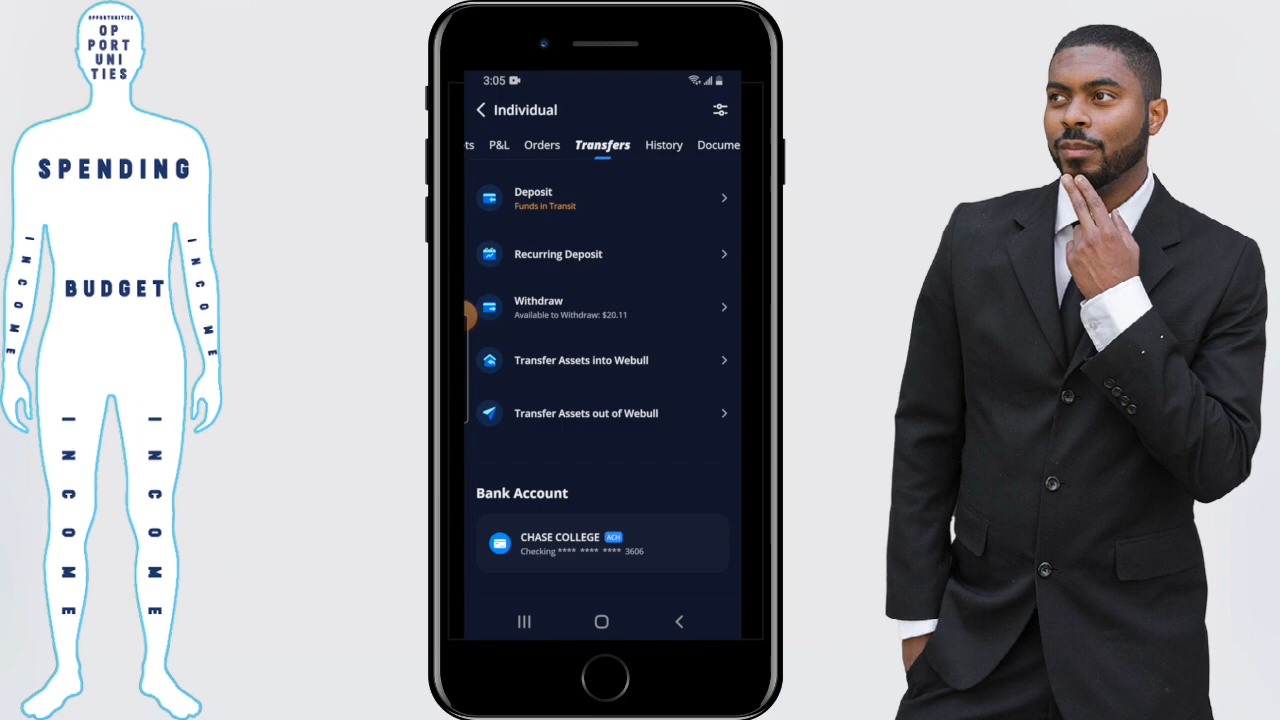 OPPORTUNITIES
OP
PORT
UNI
TIES
SPENDING
BUDGET
INCOME
INCOME
INCOME
INCOME
3:05
Individual
ts P&L Orders Transfers History Docume
Deposit
Funds in Transit
Recurring Deposit
Withdraw
Available to Withdraw: $20.11
Transfer Assets into Webull
Transfer Assets out of Webull
Bank Account
CHASE COLLEGE ACH
Checking **** **** **** 3606